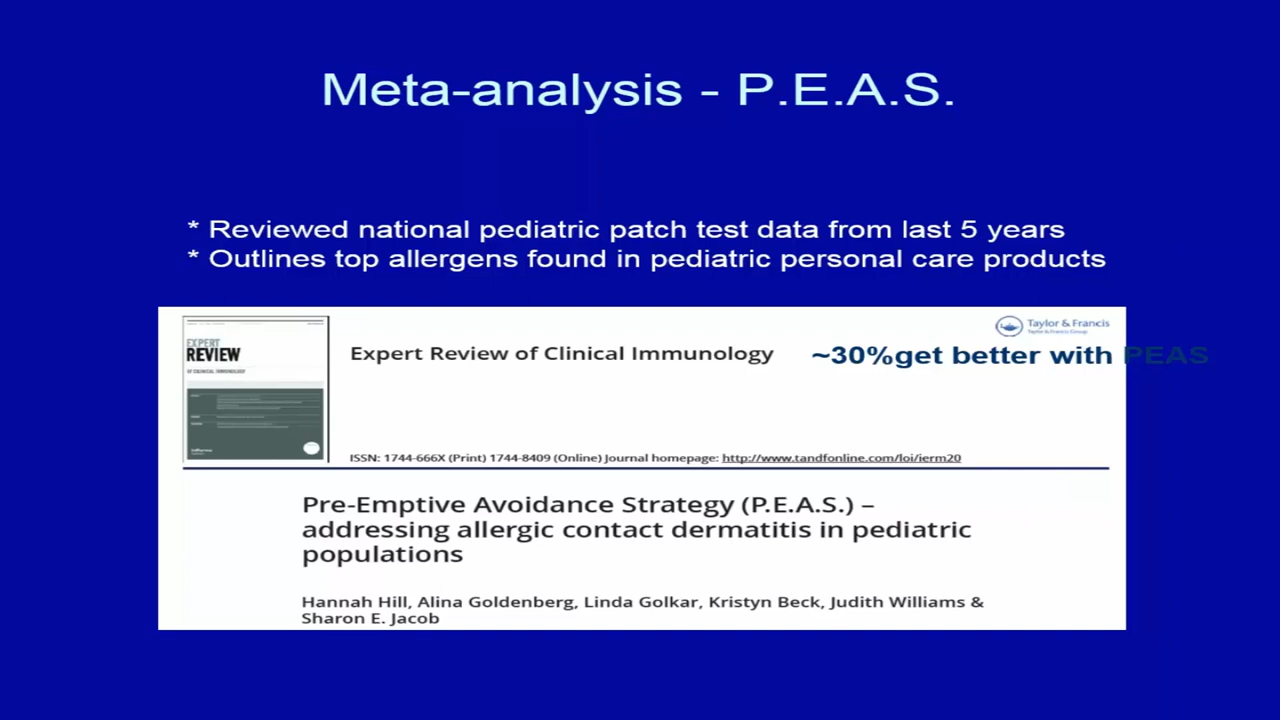 Meta-analysis - P.E.A.S.
* Reviewed national pediatric patch test data from last 5 years
* Outlines top allergens found in pediatric personal care products
EXPERT
REVIEW
OF CLINICAL IMMUNOLOGY
Taylor & Francis
Taylor & Francis Group
Expert Review of Clinical Immunology
~30%get better with PEAS
ISSN: 1744-666X (Print) 1744-8409 (Online) Journal homepage: http://www.tandfonline.com/loi/ierm20
Pre-Emptive Avoidance Strategy (P.E.A.S.) –
addressing allergic contact dermatitis in pediatric
populations
Hannah Hill, Alina Goldenberg, Linda Golkar, Kristyn Beck, Judith Williams &
Sharon E. Jacob